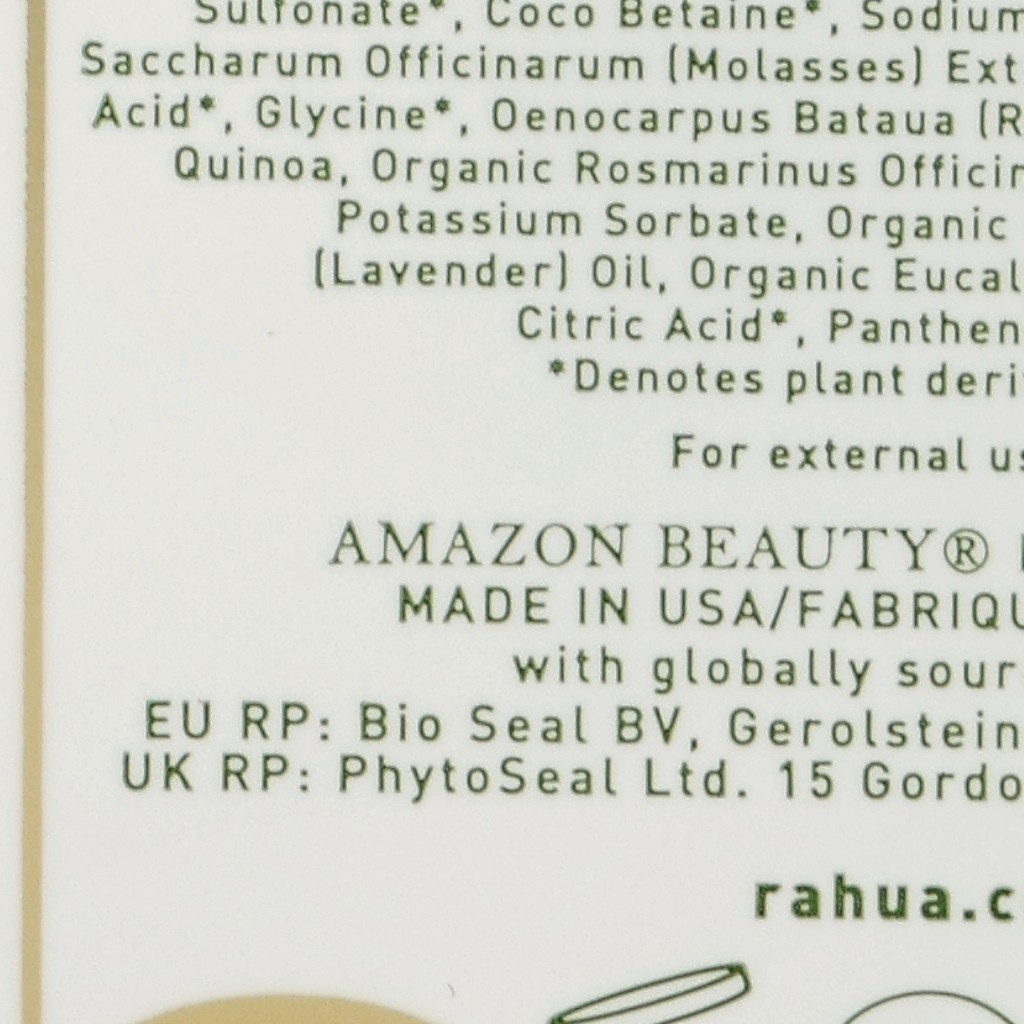 Sulfonate*, Coco Betaine*, Sodium
Saccharum Officinarum (Molasses) Ext
Acid*, Glycine*, Oenocarpus Bataua (R
Quinoa, Organic Rosmarinus Officin
Potassium Sorbate, Organic
(Lavender) Oil, Organic Eucal
Citric Acid*, Panthen
*Denotes plant deri
For external us
AMAZON BEAUTY®
MADE IN USA/FABRIQU
with globally sour
EU RP: Bio Seal BV, Gerolstein
UK RP: PhytoSeal Ltd. 15 Gordo
rahua.c